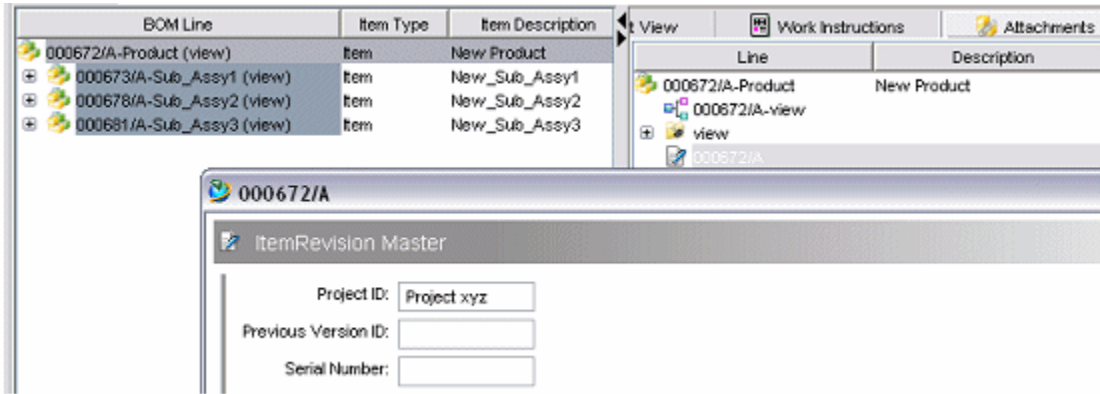 BOM Line Item Type Item Description
000672/A-Product (view) Item New Product
000673/A-Sub_Assy1 (view) Item New_Sub_Assy1
000678/A-Sub_Assy2 (view) Item New_Sub_Assy2
000681/A-Sub_Assy3 (view) Item New_Sub_Assy3
t View Work Instructions Attachments
Line Description
000672/A-Product New Product
000672/A-view
view
000672/A
000672/A
ItemRevision Master
Project ID: Project xyz
Previous Version ID:
Serial Number: